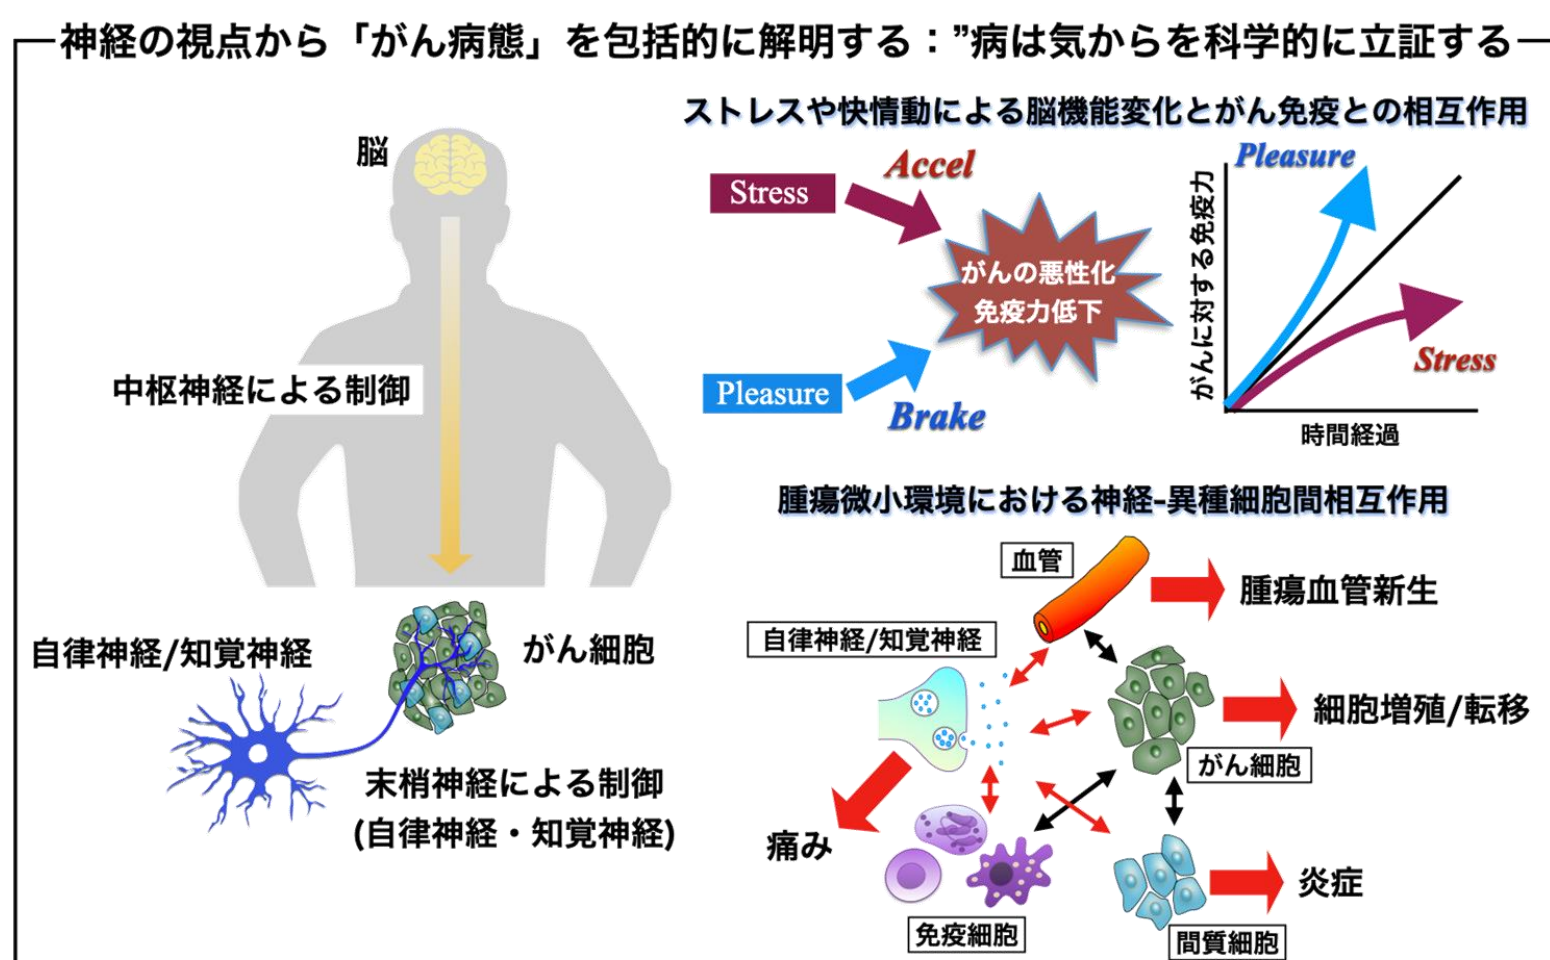 神経の視点から「がん病態」を包括的に解明する：”病は気からを科学的に立証する
脳
中枢神経による制御
自律神経/知覚神経
がん細胞
末梢神経による制御
(自律神経・知覚神経)
ストレスや快情動による脳機能変化とがん免疫との相互作用
Stress
Accel
がんの悪性化
免疫力低下
Pleasure
Brake
Pleasure
がんに対する免疫力
Stress
時間経過
腫瘍微小環境における神経-異種細胞間相互作用
血管
腫瘍血管新生
自律神経/知覚神経
細胞増殖/転移
がん細胞
痛み
炎症
免疫細胞
間質細胞